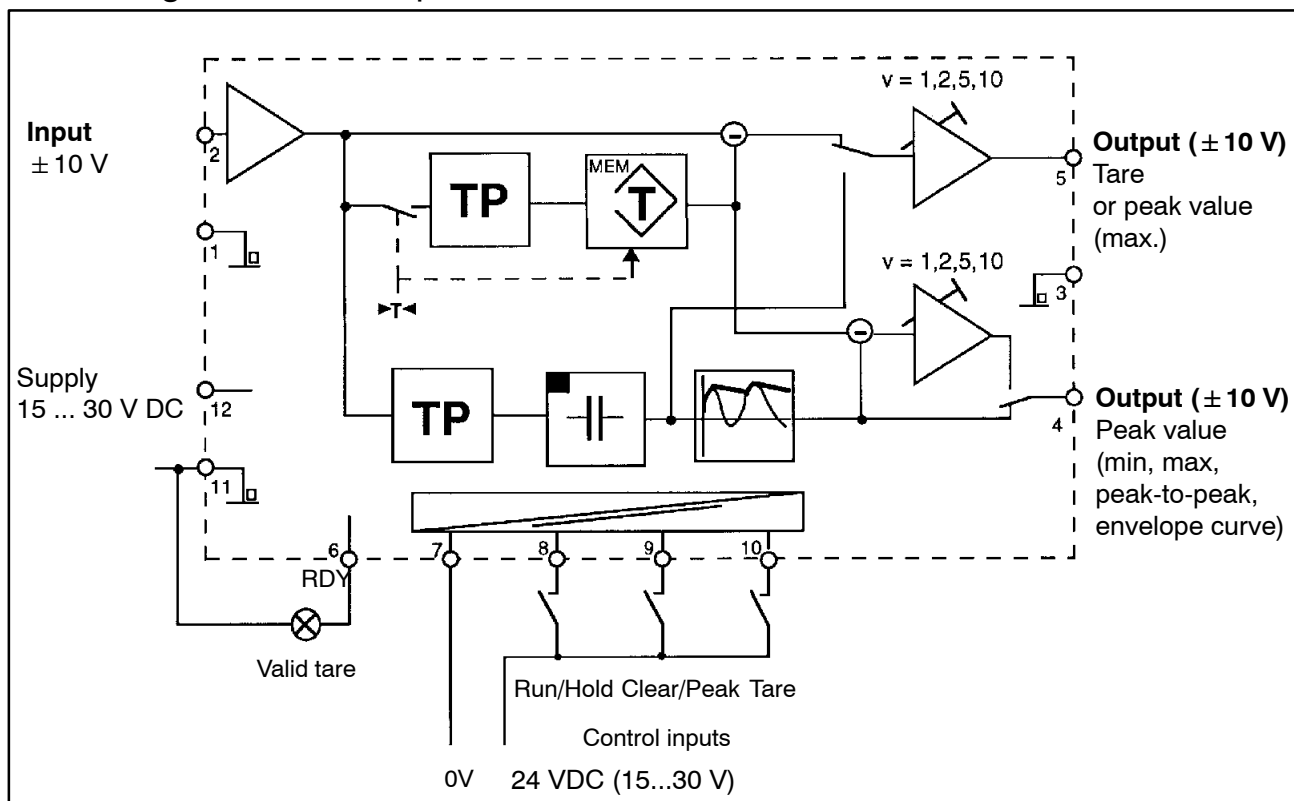 v = 1,2,5,10
Input
± 10 V
2
MEM
TP
T
Output (± 10 V)
5
Tare
or peak value
(max.)
1
v = 1,2,5,10
3
T
Supply
15 ... 30 V DC
12
TP
Output (± 10 V)
4
Peak value
(min, max,
peak-to-peak,
envelope curve)
11
6
7
8
9
10
RDY
Valid tare
Run/Hold Clear/Peak Tare
Control inputs
0V
24 VDC (15...30 V)